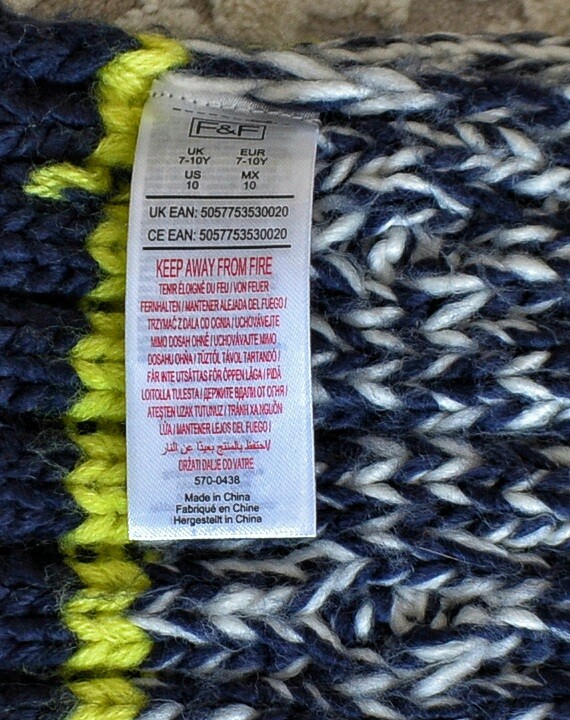 F&F
UK EUR
7-10Y 7-10Y
US MX
10 10
UK EAN: 5057753530020
CE EAN: 5057753530020
KEEP AWAY FROM FIRE
TENIR ÉLOIGNÉ DU FEU / VON FEUER
FERNHALTEN / MANTENER ALEJADA DEL FUEGO /
TRZYMAĆ Z DALA OD OGNIA / UCHOVÁVEJTE
MIMO DOSAH OHNĚ / UCHOVÁVAJTE MIMO
DOSAHU OHŇA / TŰZTŐL TÁVOL TARTANDÓ /
FÅR INTE UTSÄTTAS FÖR ÖPPEN LÅGA / PIDÄ
LOITOLLA TULESTA / ДЕРЖИТЕ ВДАЛИ ОТ ОГНЯ /
ATEŞTEN UZAK TUTUNUZ / TRÁNH XA NGUỒN
LỬA / MANTENER LEJOS DEL FUEGO /
احتفظ بالمنتج بعيدًا عن النار/
DRŽATI DALJE OD VATRE
570-0438
Made in China
Fabriqué en Chine
Hergestellt in China